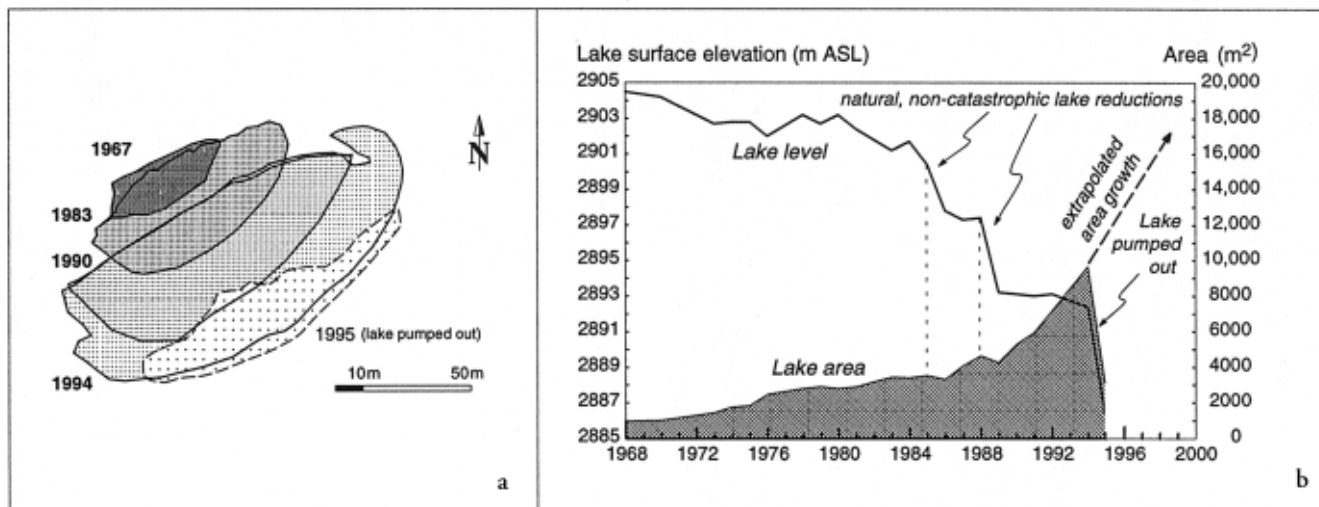 1967
1983
1990
1994
1995 (lake pumped out)
N
10m 50m
a
Lake surface elevation (m ASL)
Area (m²)
2905
2903
2901
2899
2897
2895
2893
2891
2889
2887
2885
20,000
18,000
16,000
14,000
12,000
10,000
8000
6000
4000
2000
0
natural, non-catastrophic lake reductions
Lake level
extrapolated
area growth
Lake
pumped
out
Lake area
1968 1972 1976 1980 1984 1988 1992 1996 2000
b